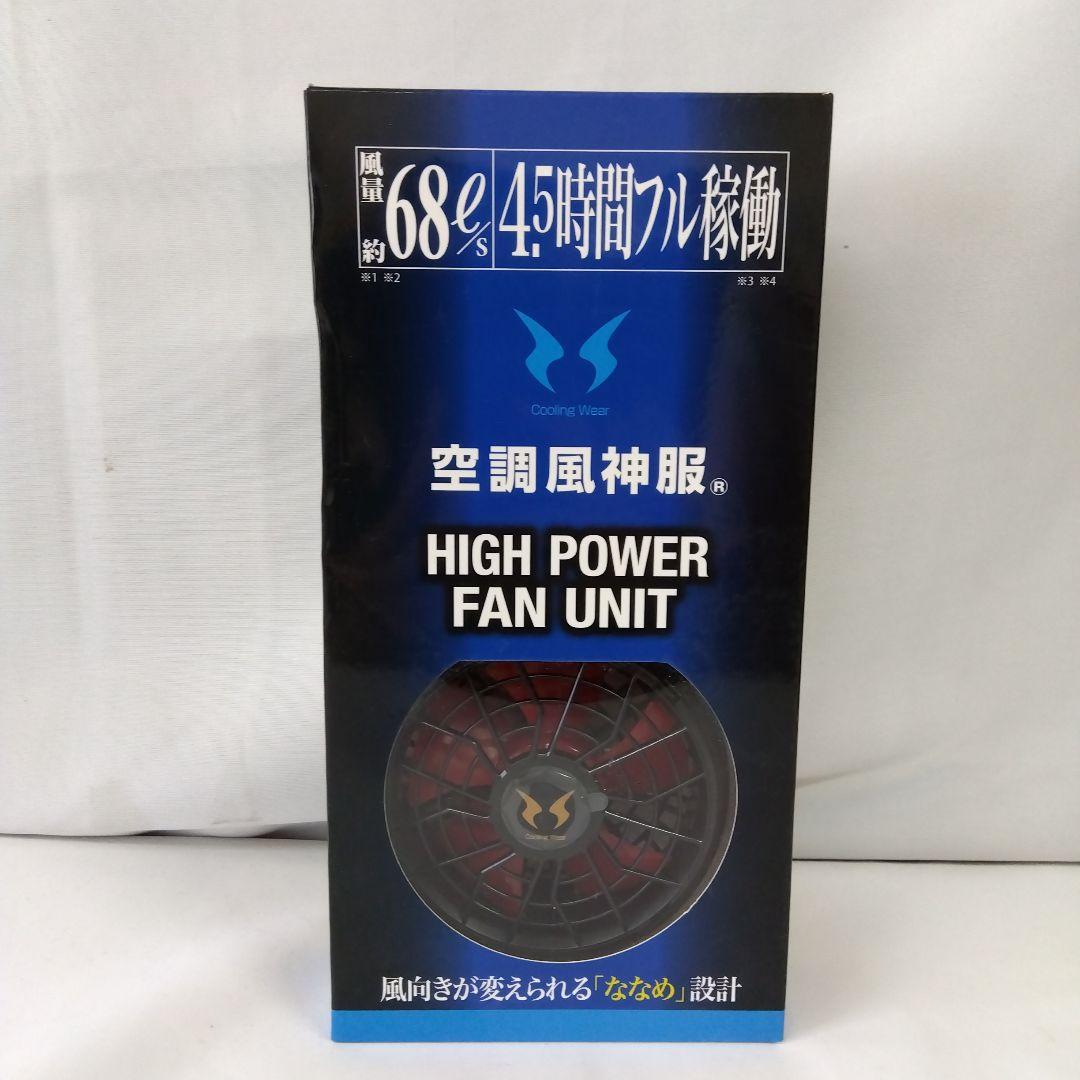 風量 約 68ℓ/s 4.5時間フル稼働
※1 ※2 ※3 ※4
Cooling Wear
空調風神服®
HIGH POWER
FAN UNIT
Cooling Wear
風向きが変えられる「ななめ」設計